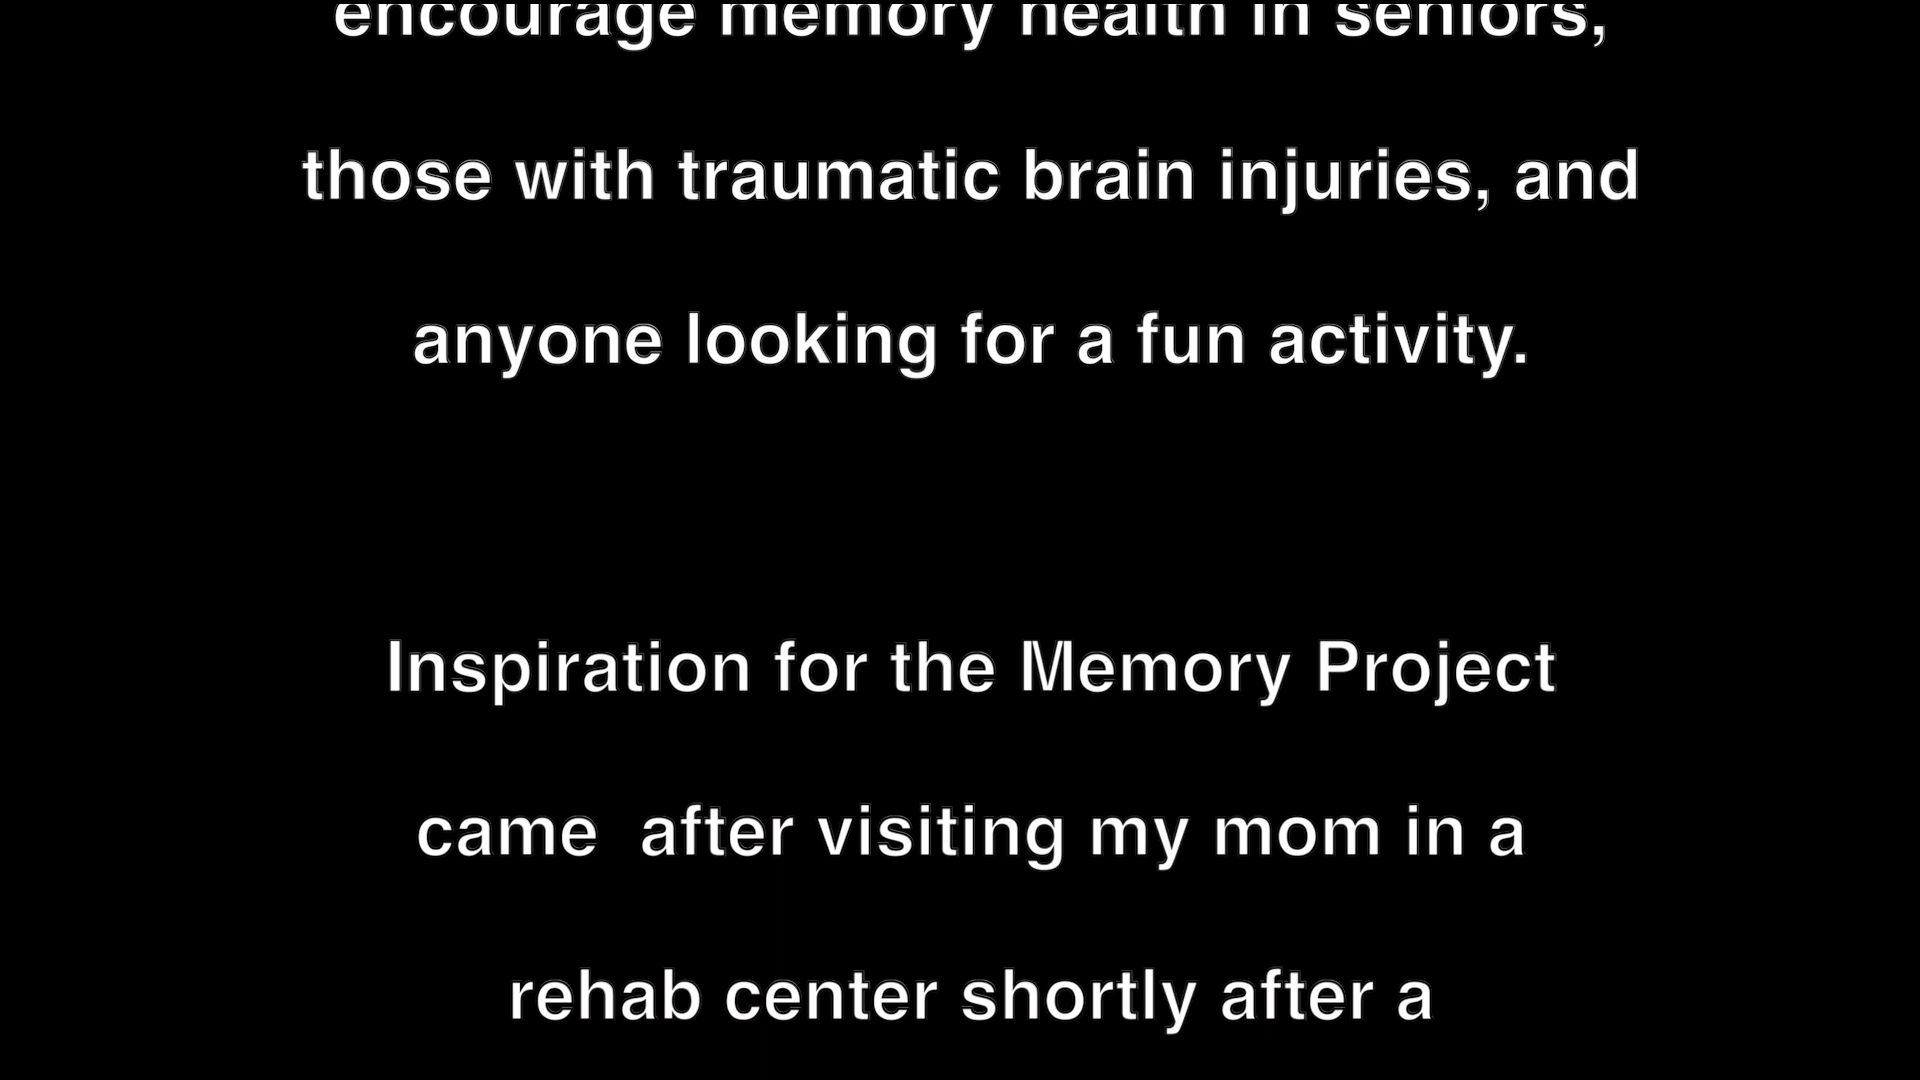 encourage memory health in seniors,
those with traumatic brain injuries, and
anyone looking for a fun activity.
Inspiration for the Memory Project
came  after visiting my mom in a
rehab center shortly after a